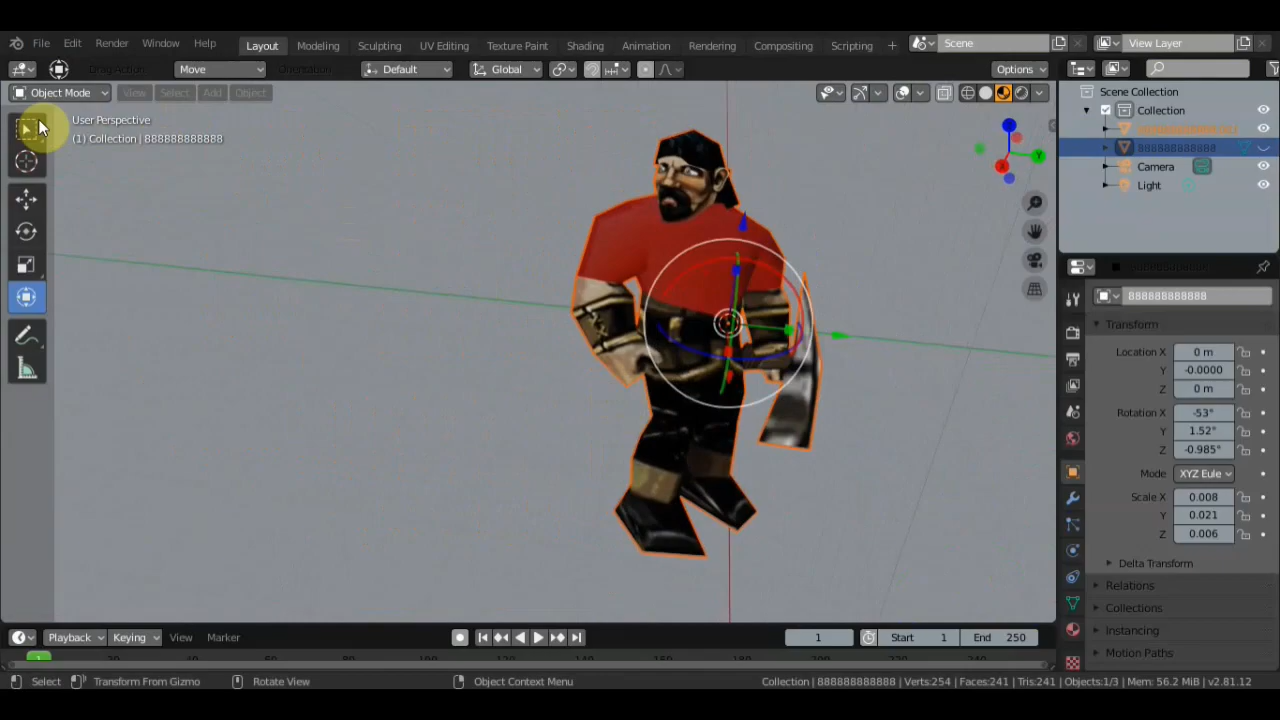 File Edit Render Window Help Layout Modeling Sculpting UV Editing Texture Paint Shading Animation Rendering Compositing Scripting + Scene View Layer
Drag Action Move Orientation Default Global Options
Object Mode View Select Add Object
User Perspective
(1) Collection | 888888888888
Scene Collection
Collection
888888888888
Camera
Light
888888888888
Transform
Location X 0 m
Y -0.0000
Z 0 m
Rotation X -53°
Y 1.52°
Z -0.985°
Mode XYZ Eule
Scale X 0.008
Y 0.021
Z 0.006
Delta Transform
Relations
Collections
Instancing
Motion Paths
Playback Keying View Marker 1 Start 1 End 250
1
Select Transform From Gizmo Rotate View Object Context Menu Collection | 888888888888 | Verts:254 | Faces:241 | Tris:241 | Objects:1/3 | Mem: 56.2 MiB | v2.81.12